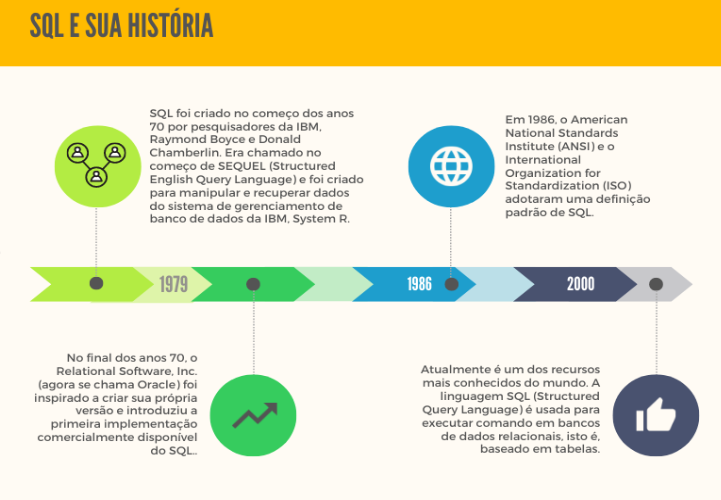 SQL E SUA HISTÓRIA
SQL foi criado no começo dos anos
70 por pesquisadores da IBM,
Raymond Boyce e Donald
Chamberlin. Era chamado no
começo de SEQUEL (Structured
English Query Language) e foi criado
para manipular e recuperar dados
do sistema de gerenciamento de
banco de dados da IBM, System R.
Em 1986, o American
National Standards
Institute (ANSI) e o
International
Organization for
Standardization (ISO)
adotaram uma definição
padrão de SQL.
1979
1986
2000
No final dos anos 70, o
Relational Software, Inc.
(agora se chama Oracle) foi
inspirado a criar sua própria
versão e introduziu a
primeira implementação
comercialmente disponível
do SQL..
Atualmente é um dos recursos
mais conhecidos do mundo. A
linguagem SQL (Structured
Query Language) é usada para
executar comando em bancos
de dados relacionais, isto é,
baseado em tabelas.